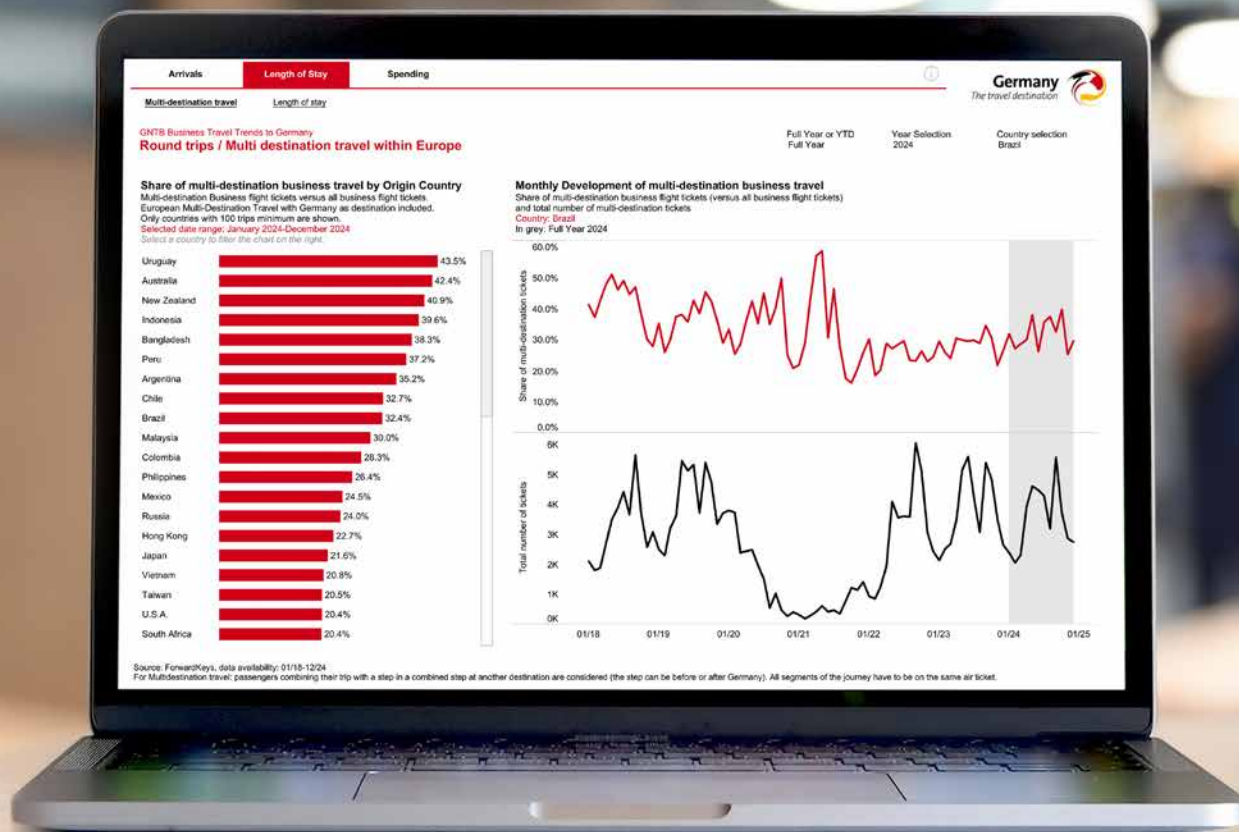 Arrivals
Length of Stay
Spending
Germany
The travel destination
Multi-destination travel
Length of stay
GNTB Business Travel Trends to Germany
Round trips / Multi destination travel within Europe
Full Year or YTD
Full Year
Year Selection
2024
Country selection
Brazil
Share of multi-destination business travel by Origin Country
Multi-destination Business flight tickets versus all business flight tickets.
European Multi-Destination Travel with Germany as destination included.
Only countries with 100 trips minimum are shown.
Selected date range: January 2024-December 2024
Select a country to filter the chart on the right.
Uruguay 43.5%
Australia 42.4%
New Zealand 40.9%
Indonesia 39.6%
Bangladesh 38.3%
Peru 37.2%
Argentina 35.2%
Chile 32.7%
Brazil 32.4%
Malaysia 30.0%
Colombia 28.3%
Philippines 26.4%
Mexico 24.5%
Russia 24.0%
Hong Kong 22.7%
Japan 21.6%
Vietnam 20.8%
Taiwan 20.5%
U.S.A. 20.4%
South Africa 20.4%
Monthly Development of multi-destination business travel
Share of multi-destination business flight tickets (versus all business flight tickets)
and total number of multi-destination tickets
Country: Brazil
In grey: Full Year 2024
Share of multi-destination tickets
60.0%
50.0%
40.0%
30.0%
20.0%
10.0%
0.0%
Total number of tickets
6K
5K
4K
3K
2K
1K
0K
01/18 01/19 01/20 01/21 01/22 01/23 01/24 01/25
Source: ForwardKeys, data availability: 01/18-12/24
For Multidestination travel: passengers combining their trip with a step in a combined step at another destination are considered (the step can be before or after Germany). All segments of the journey have to be on the same air ticket.